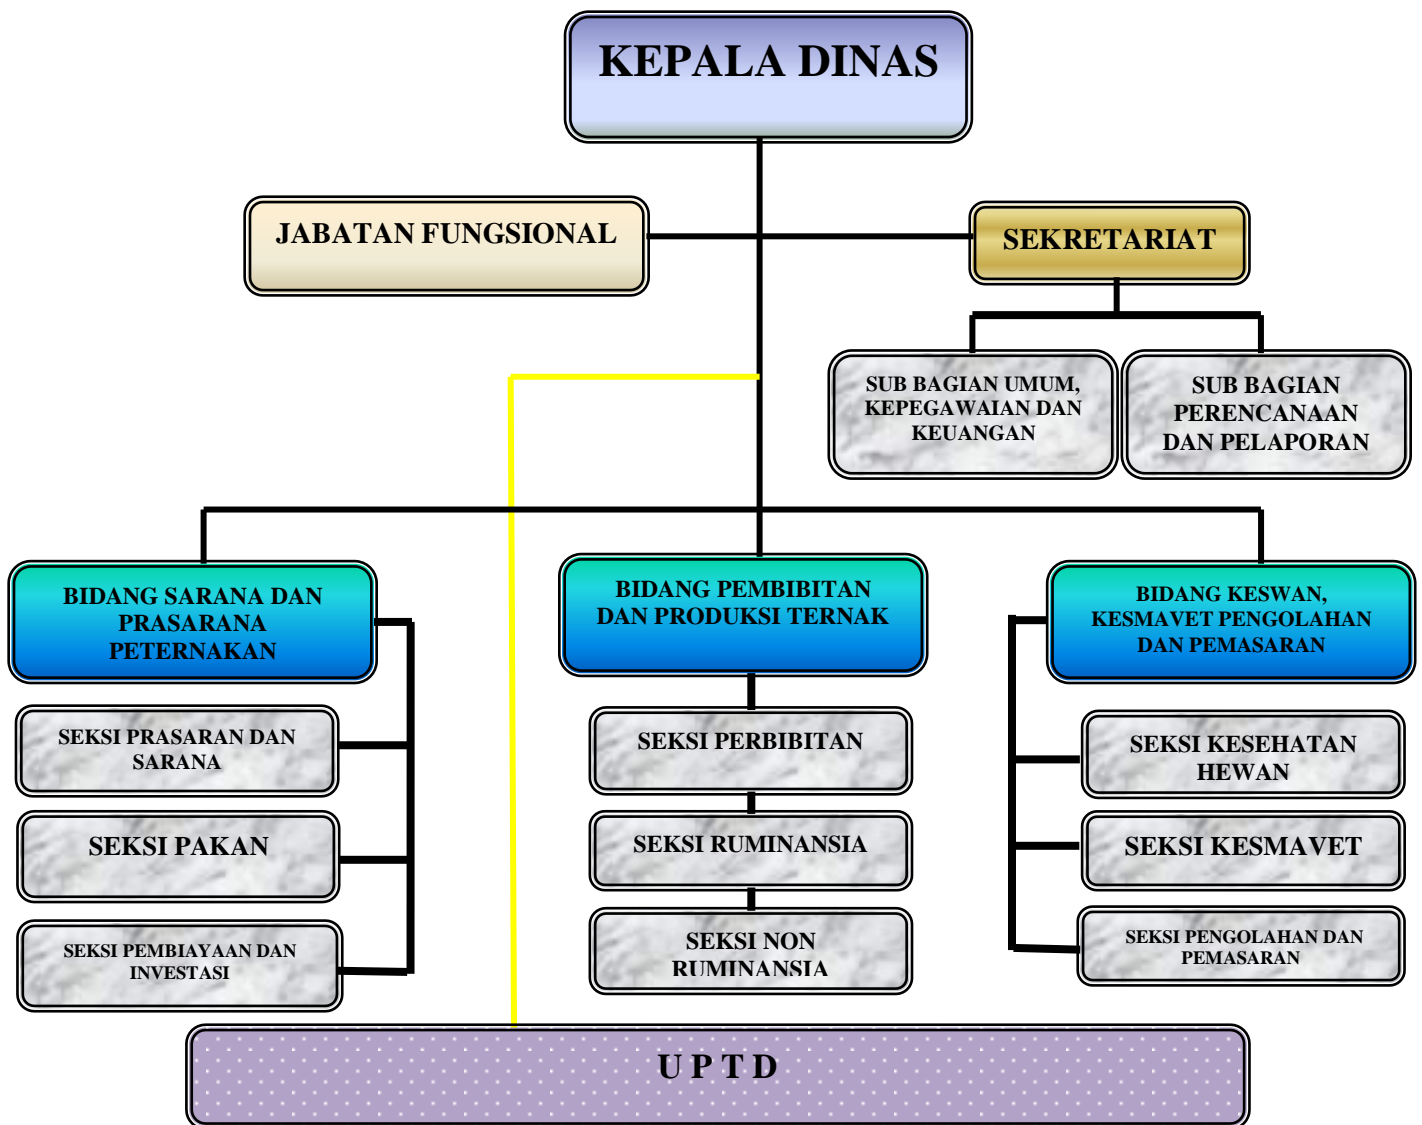 KEPALA DINAS
JABATAN FUNGSIONAL
SEKRETARIAT
SUB BAGIAN UMUM,
KEPEGAWAIAN DAN
KEUANGAN
SUB BAGIAN
PERENCANAAN
DAN PELAPORAN
BIDANG SARANA DAN
PRASARANA
PETERNAKAN
BIDANG PEMBIBITAN
DAN PRODUKSI TERNAK
BIDANG KESWAN,
KESMAVET PENGOLAHAN
DAN PEMASARAN
SEKSI PRASARAN DAN
SARANA
SEKSI PAKAN
SEKSI PEMBIAYAAN DAN
INVESTASI
SEKSI PERBIBITAN
SEKSI RUMINANSIA
SEKSI NON
RUMINANSIA
SEKSI KESEHATAN
HEWAN
SEKSI KESMAVET
SEKSI PENGOLAHAN DAN
PEMASARAN
U P T D